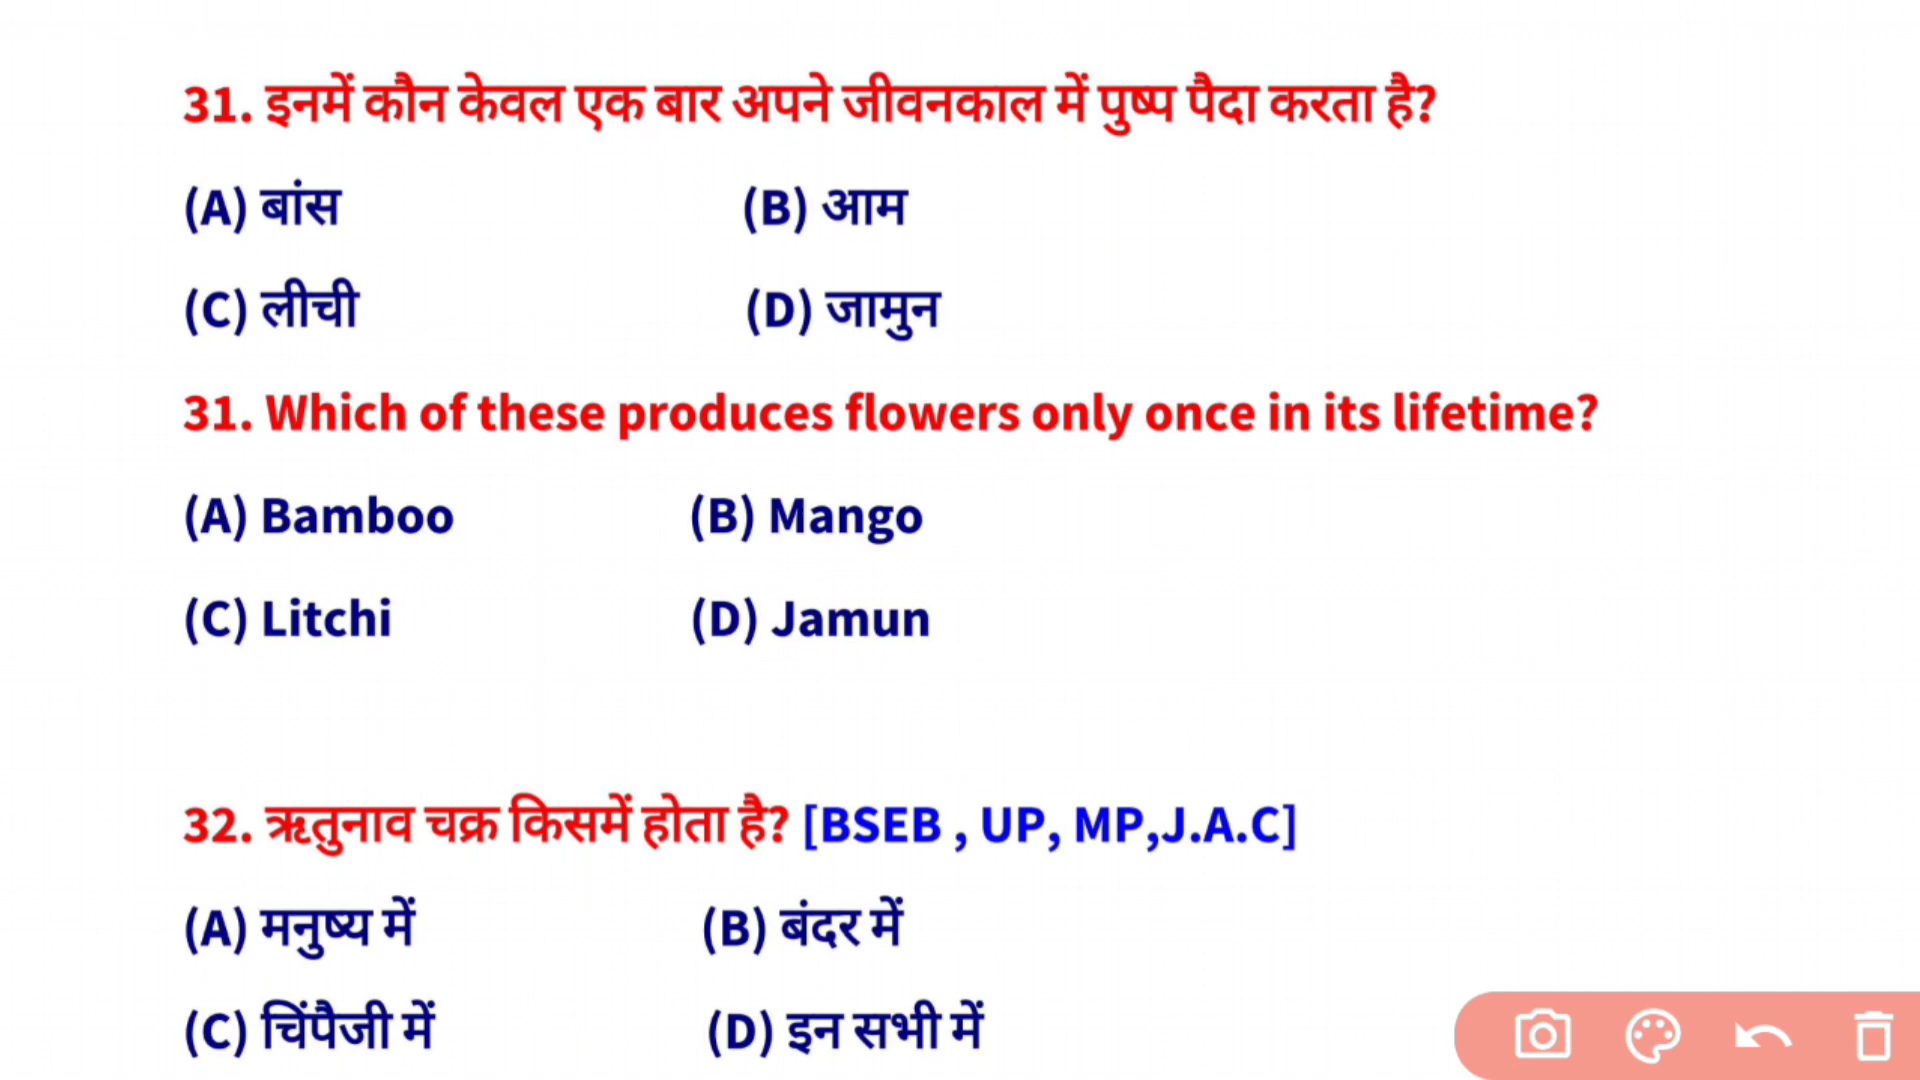 31. इनमें कौन केवल एक बार अपने जीवनकाल में पुष्प पैदा करता है?
(A) बांस (B) आम
(C) लीची (D) जामुन
31. Which of these produces flowers only once in its lifetime?
(A) Bamboo (B) Mango
(C) Litchi (D) Jamun
32. ऋतुनाव चक्र किसमें होता है? [BSEB , UP, MP,J.A.C]
(A) मनुष्य में (B) बंदर में
(C) चिंपैजी में (D) इन सभी में